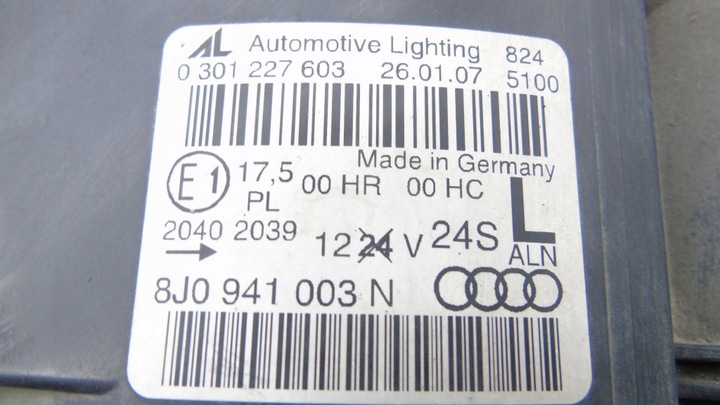 AL Automotive Lighting 824
0 301 227 603 26.01.07 5100
Made in Germany
E1 17,5 00 HR 00 HC L
PL
2040 2039 12 24 V 24S ALN
8J0 941 003 N